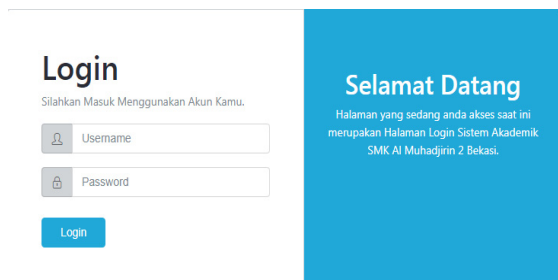 Login
Silahkan Masuk Menggunakan Akun Kamu.
Username
Password
Login
Selamat Datang
Halaman yang sedang anda akses saat ini
merupakan Halaman Login Sistem Akademik
SMK Al Muhadjirin 2 Bekasi.